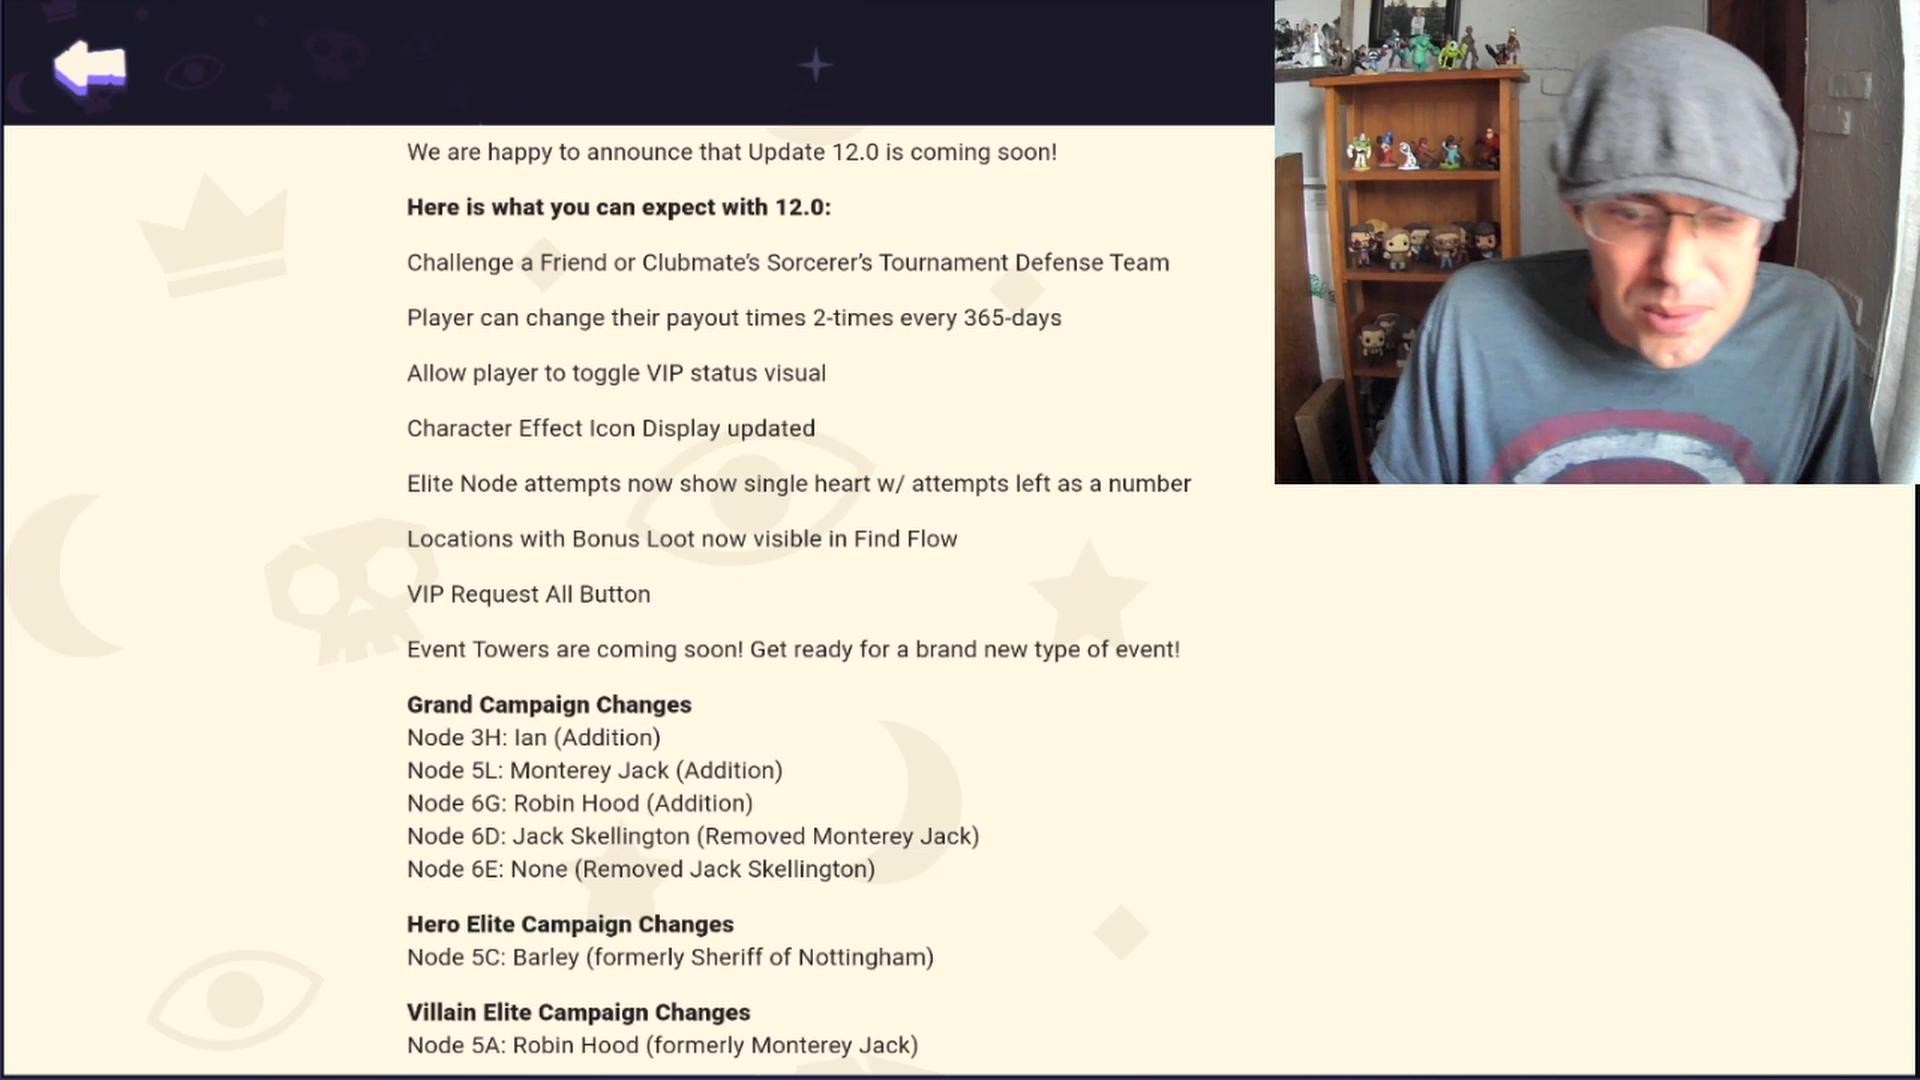 We are happy to announce that Update 12.0 is coming soon!
Here is what you can expect with 12.0:
Challenge a Friend or Clubmate’s Sorcerer’s Tournament Defense Team
Player can change their payout times 2-times every 365-days
Allow player to toggle VIP status visual
Character Effect Icon Display updated
Elite Node attempts now show single heart w/ attempts left as a number
Locations with Bonus Loot now visible in Find Flow
VIP Request All Button
Event Towers are coming soon! Get ready for a brand new type of event!
Grand Campaign Changes
Node 3H: Ian (Addition)
Node 5L: Monterey Jack (Addition)
Node 6G: Robin Hood (Addition)
Node 6D: Jack Skellington (Removed Monterey Jack)
Node 6E: None (Removed Jack Skellington)
Hero Elite Campaign Changes
Node 5C: Barley (formerly Sheriff of Nottingham)
Villain Elite Campaign Changes
Node 5A: Robin Hood (formerly Monterey Jack)